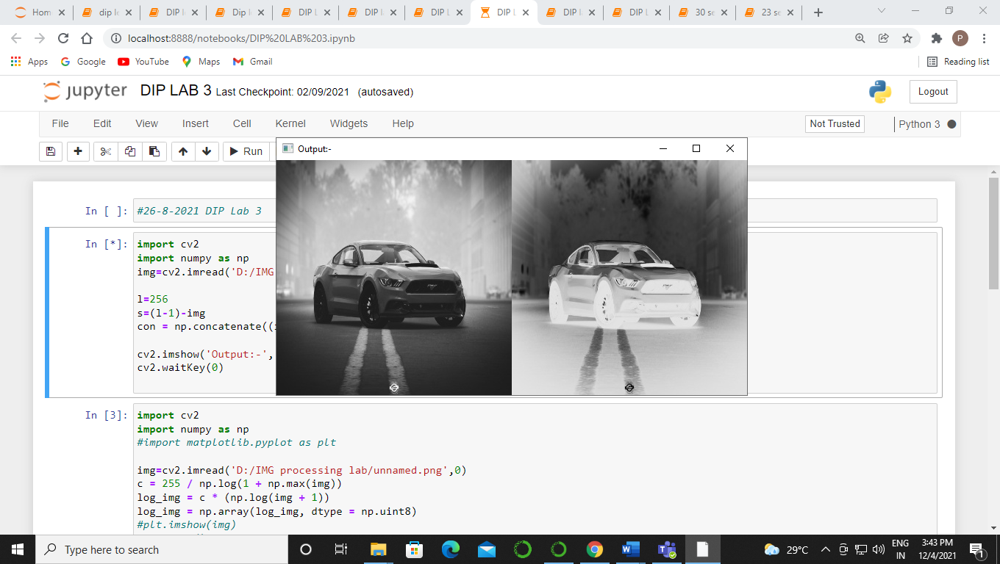 Hom
dip le
DIP l
Dip l
DIP L
DIP l
DIP L
DIP L
DIP l
DIP L
30 se
23 se
localhost:8888/notebooks/DIP%20LAB%203.ipynb
P
Apps Google YouTube Maps Gmail Reading list
jupyter DIP LAB 3 Last Checkpoint: 02/09/2021 (autosaved) Logout
File Edit View Insert Cell Kernel Widgets Help Not Trusted Python 3
Run
Output:-
In [ ]: #26-8-2021 DIP Lab 3
In [*]: import cv2
import numpy as np
img=cv2.imread('D:/IMG
l=256
s=(l-1)-img
con = np.concatenate((
cv2.imshow('Output:-',
cv2.waitKey(0)
In [3]: import cv2
import numpy as np
#import matplotlib.pyplot as plt
img=cv2.imread('D:/IMG processing lab/unnamed.png',0)
c = 255 / np.log(1 + np.max(img))
log_img = c * (np.log(img + 1))
log_img = np.array(log_img, dtype = np.uint8)
#plt.imshow(img)
Type here to search
29°C
ENG
IN
3:43 PM
12/4/2021
1